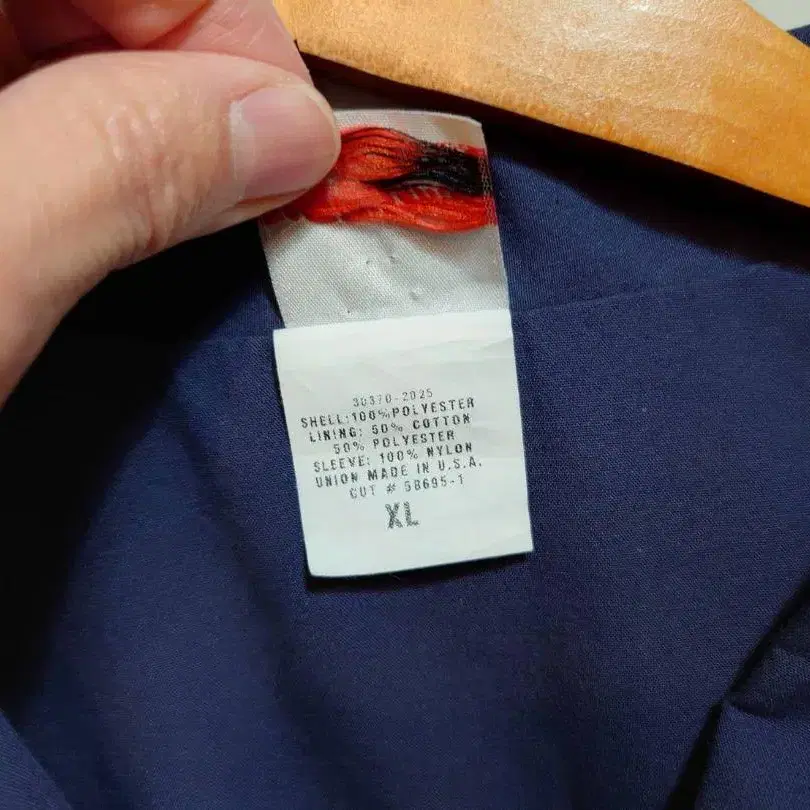 30370-2025
SHELL:100%POLYESTER
LINING: 50% COTTON
50% POLYESTER
SLEEVE: 100% NYLON
UNION MADE IN U.S.A.
CUT # 58695-1
XL